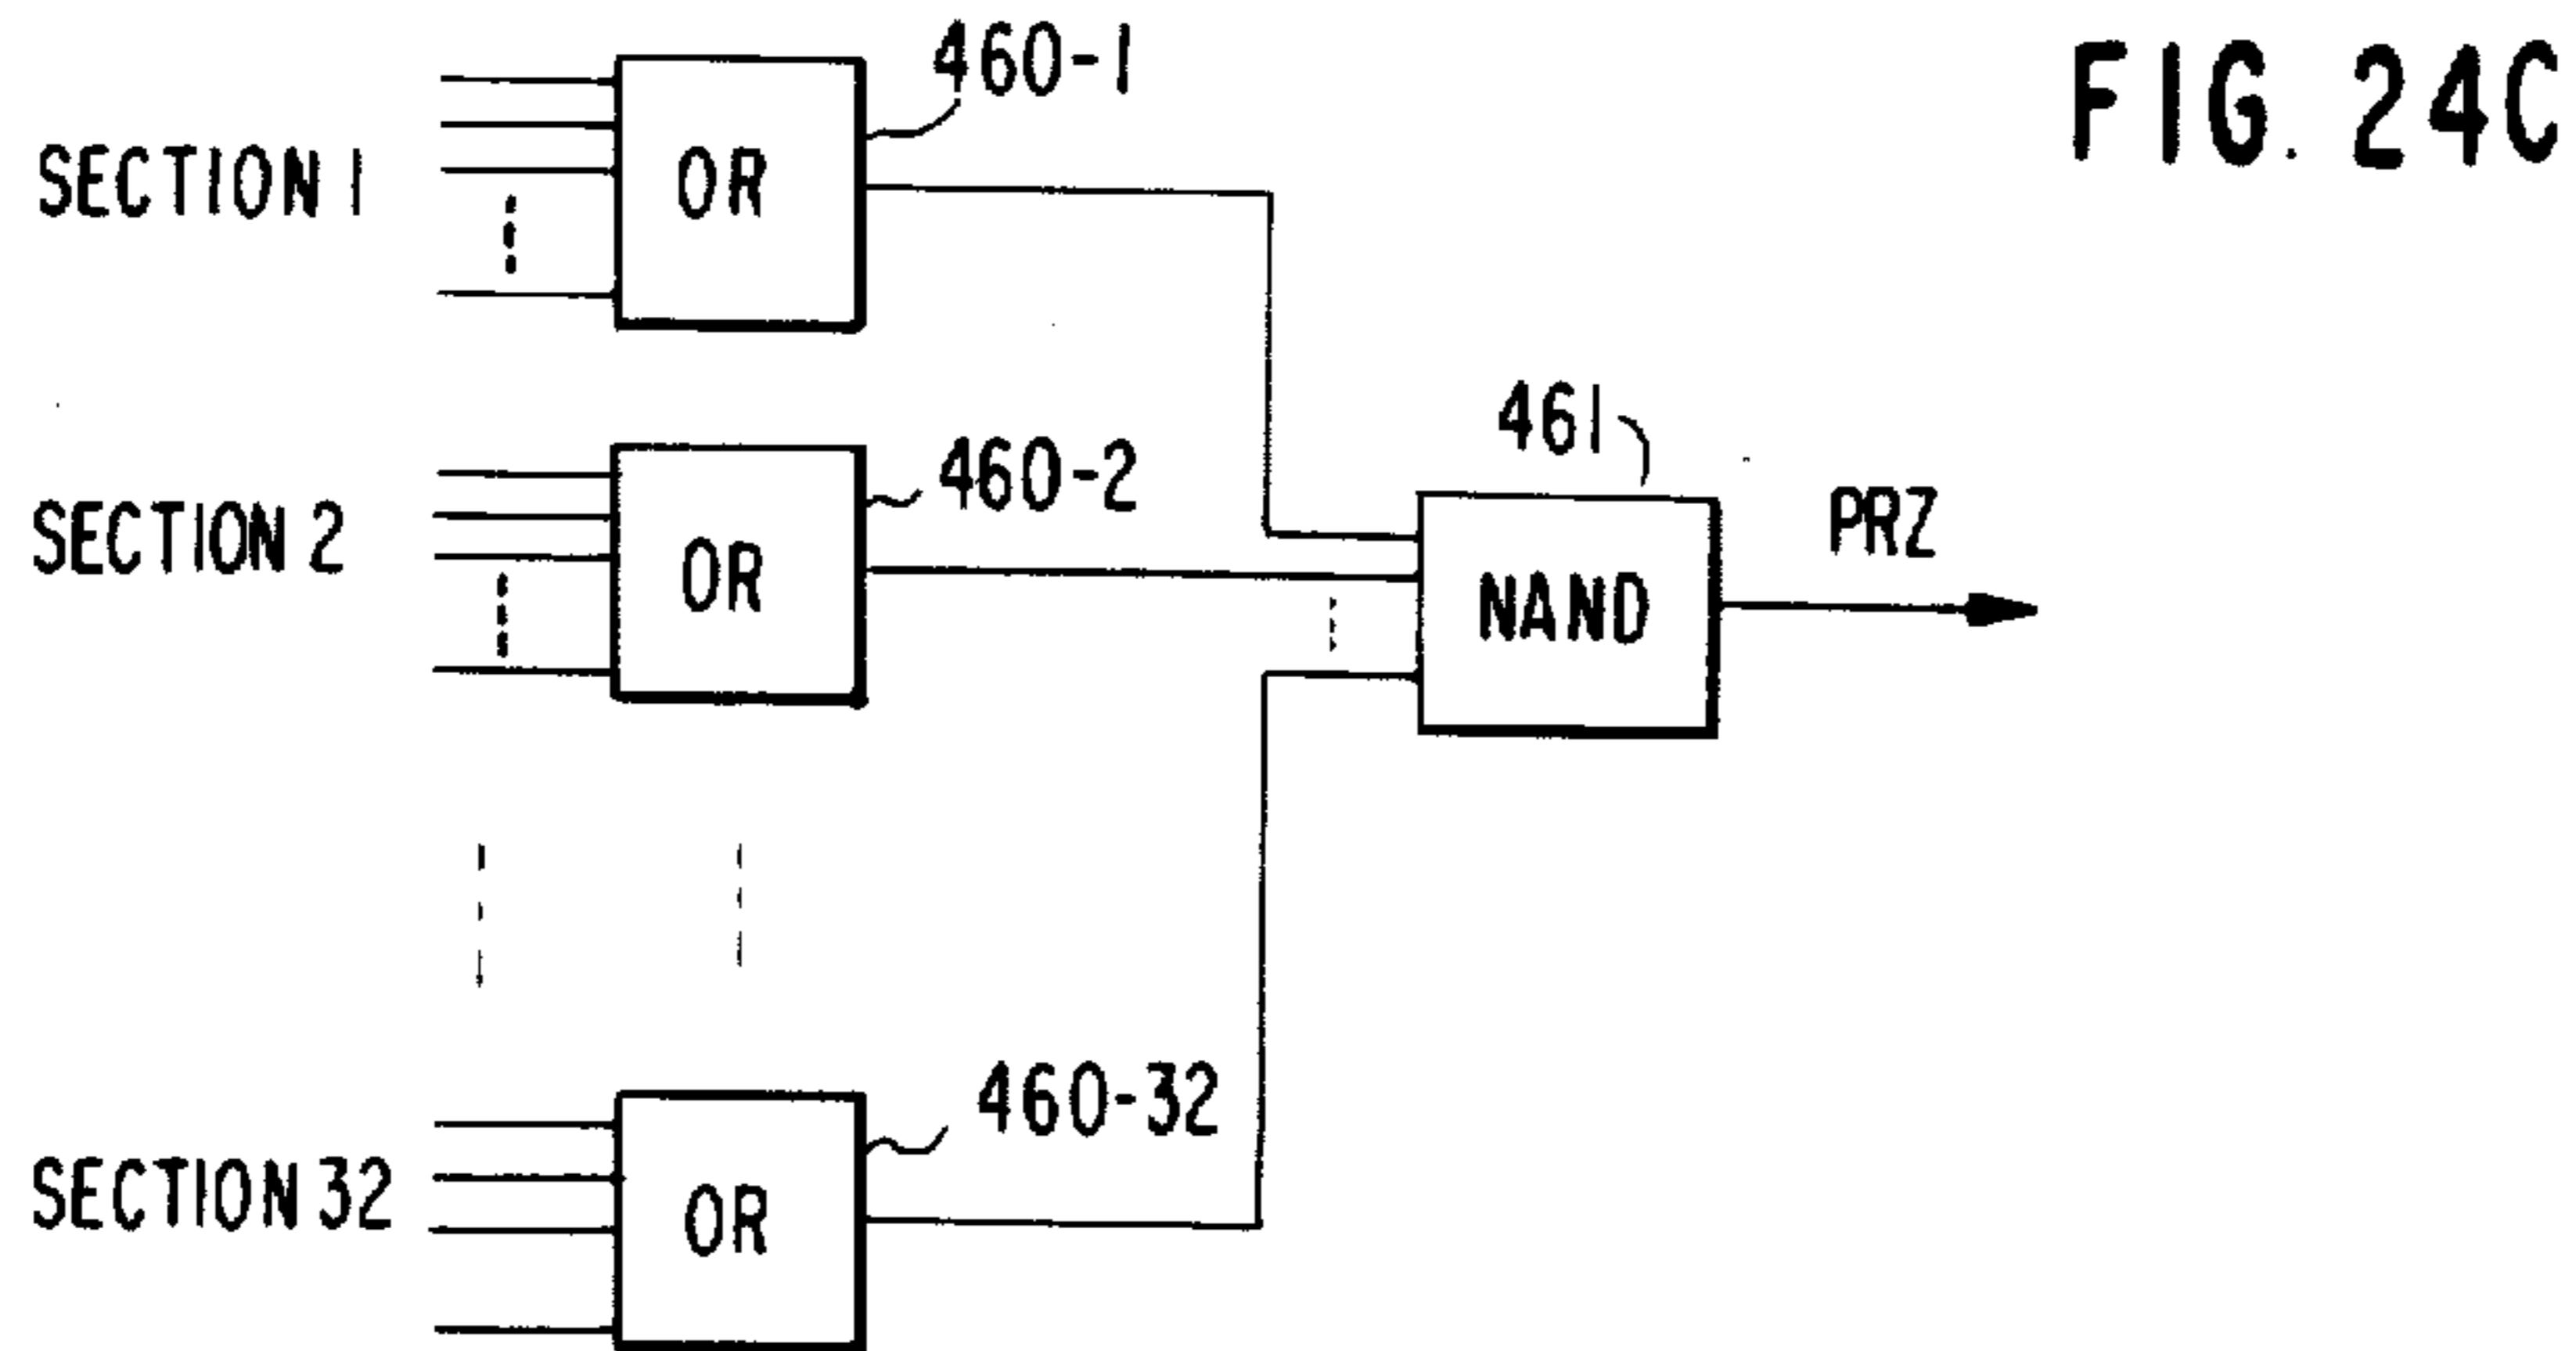 FIG. 24C
460-1
SECTION 1
OR
460-2
SECTION 2
OR
461
NAND
PRZ
460-32
SECTION 32
OR